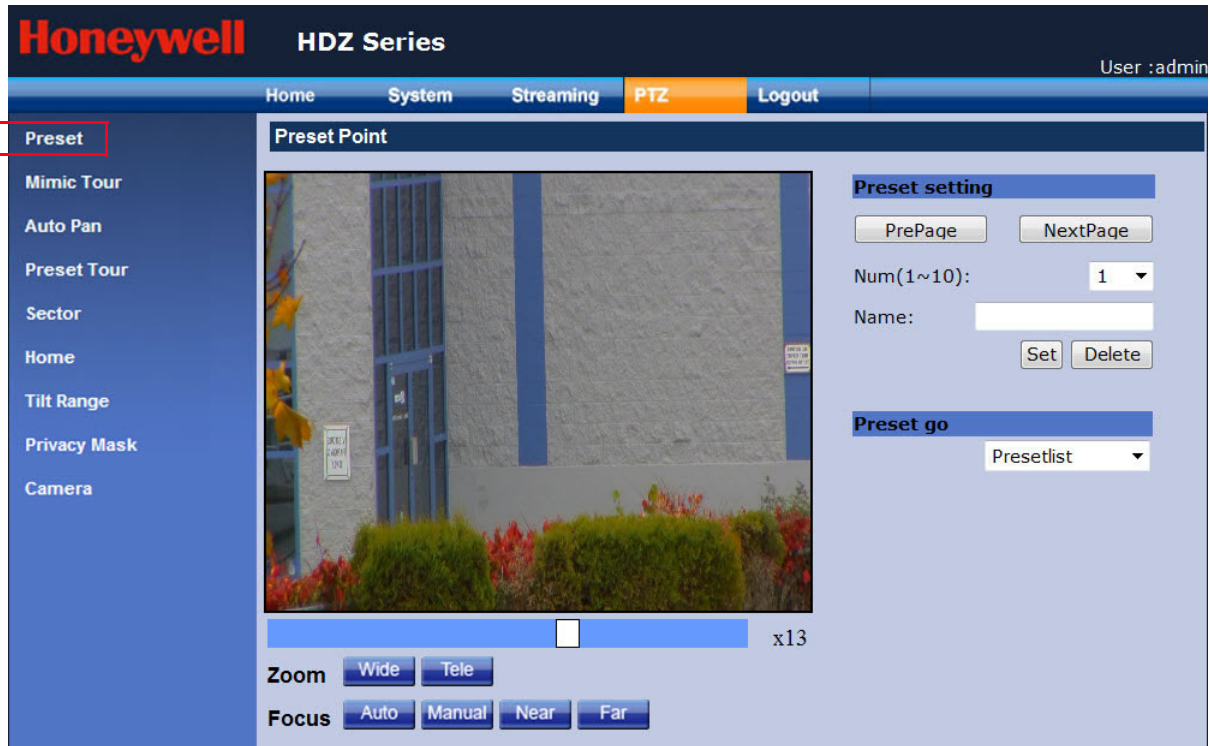 Honeywell HDZ Series
User :admin
Home System Streaming PTZ Logout
Preset
Mimic Tour
Auto Pan
Preset Tour
Sector
Home
Tilt Range
Privacy Mask
Camera
Preset Point
Preset setting
PrePage NextPage
Num(1~10): 1
Name:
Set Delete
Preset go
Presetlist
x13
Zoom Wide Tele
Focus Auto Manual Near Far